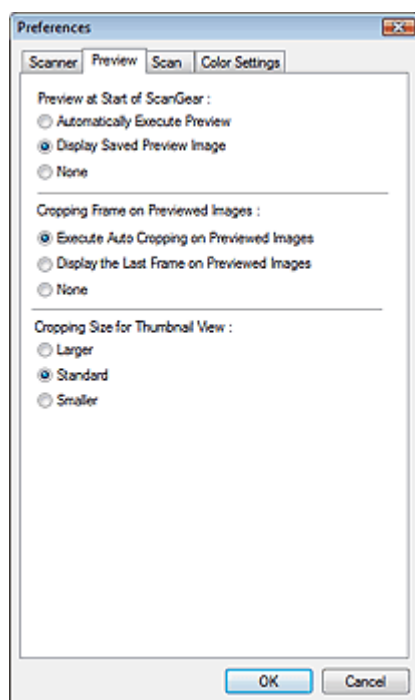 Preferences
Scanner Preview Scan Color Settings
Preview at Start of ScanGear :
Automatically Execute Preview
Display Saved Preview Image
None
Cropping Frame on Previewed Images :
Execute Auto Cropping on Previewed Images
Display the Last Frame on Previewed Images
None
Cropping Size for Thumbnail View :
Larger
Standard
Smaller
OK Cancel